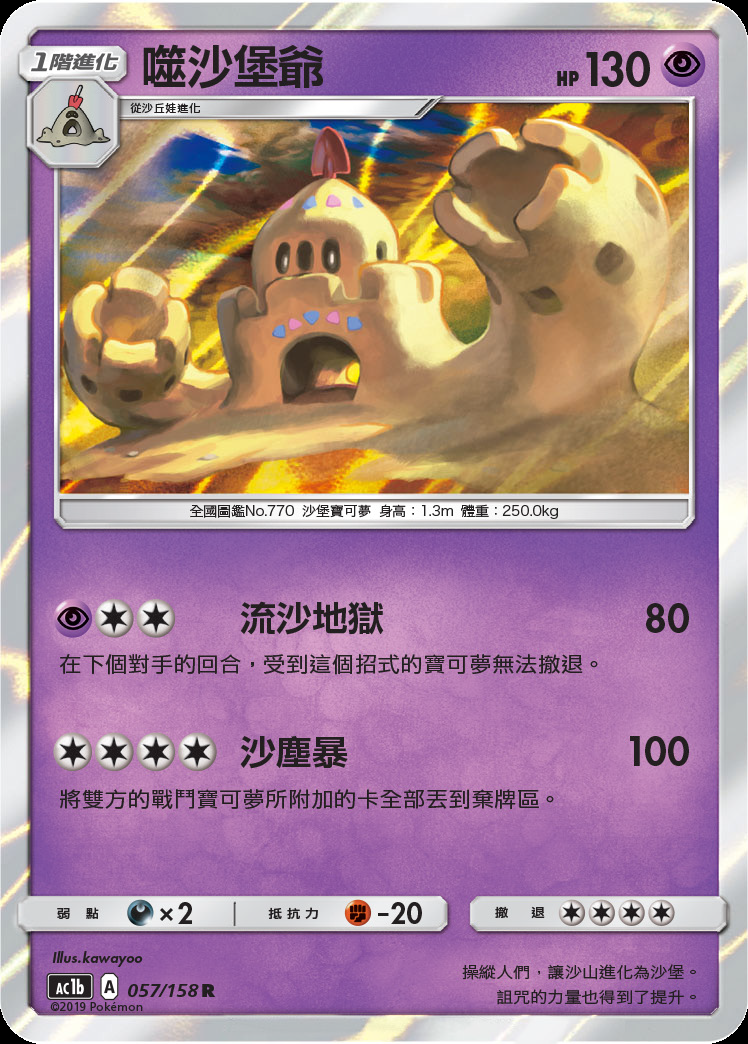 1階進化
噬沙堡爺
HP 130
從沙丘娃進化
全國圖鑑No.770 沙堡寶可夢 身高：1.3m 體重：250.0kg
流沙地獄 80
在下個對手的回合，受到這個招式的寶可夢無法撤退。
沙塵暴 100
將雙方的戰鬥寶可夢所附加的卡全部丟到棄牌區。
弱點 ×2 抵抗力 -20 撤退
Illus.kawayoo
AC1b A 057/158 R
©2019 Pokémon
操縱人們，讓沙山進化為沙堡。
詛咒的力量也得到了提升。